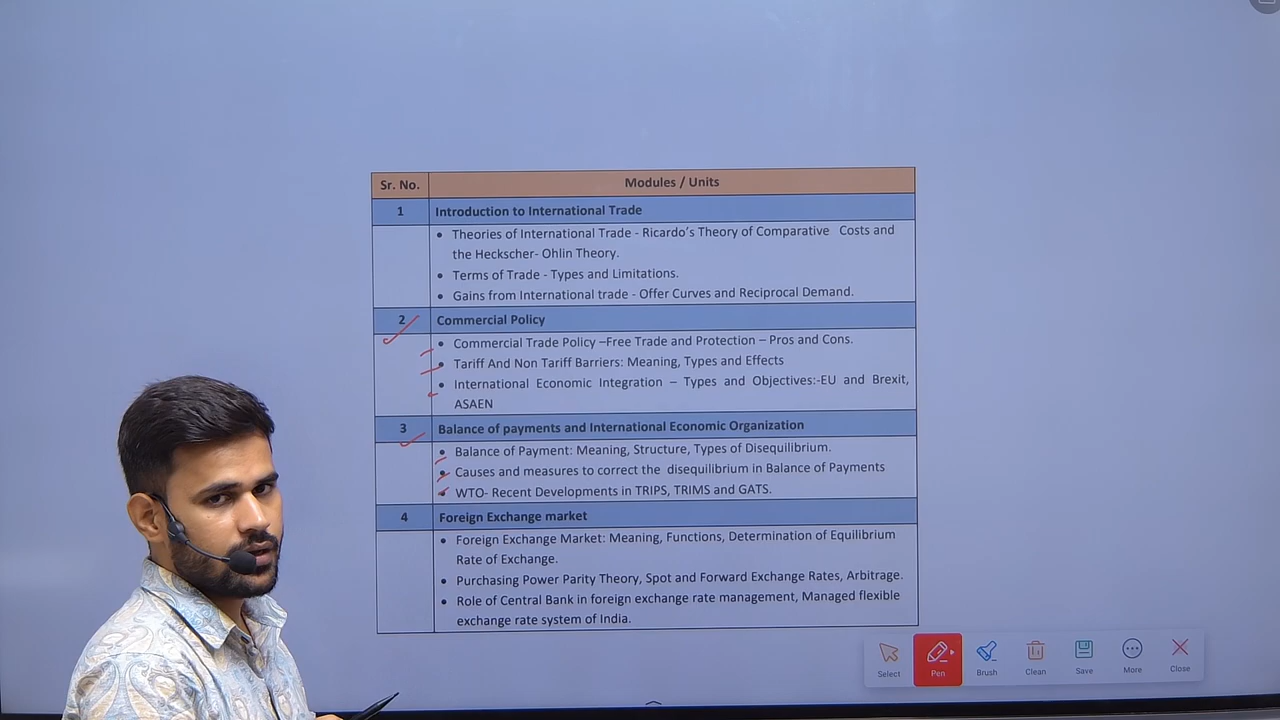 Sr. No. Modules / Units
1 Introduction to International Trade
• Theories of International Trade - Ricardo's Theory of Comparative Costs and
the Heckscher- Ohlin Theory.
• Terms of Trade - Types and Limitations.
• Gains from International trade - Offer Curves and Reciprocal Demand.
2 Commercial Policy
• Commercial Trade Policy –Free Trade and Protection – Pros and Cons.
• Tariff And Non Tariff Barriers: Meaning, Types and Effects
• International Economic Integration – Types and Objectives:-EU and Brexit,
ASAEN
3 Balance of payments and International Economic Organization
• Balance of Payment: Meaning, Structure, Types of Disequilibrium.
• Causes and measures to correct the disequilibrium in Balance of Payments
• WTO- Recent Developments in TRIPS, TRIMS and GATS.
4 Foreign Exchange market
• Foreign Exchange Market: Meaning, Functions, Determination of Equilibrium
Rate of Exchange.
• Purchasing Power Parity Theory, Spot and Forward Exchange Rates, Arbitrage.
• Role of Central Bank in foreign exchange rate management, Managed flexible
exchange rate system of India.
Select Pen Brush Clean Save More Close